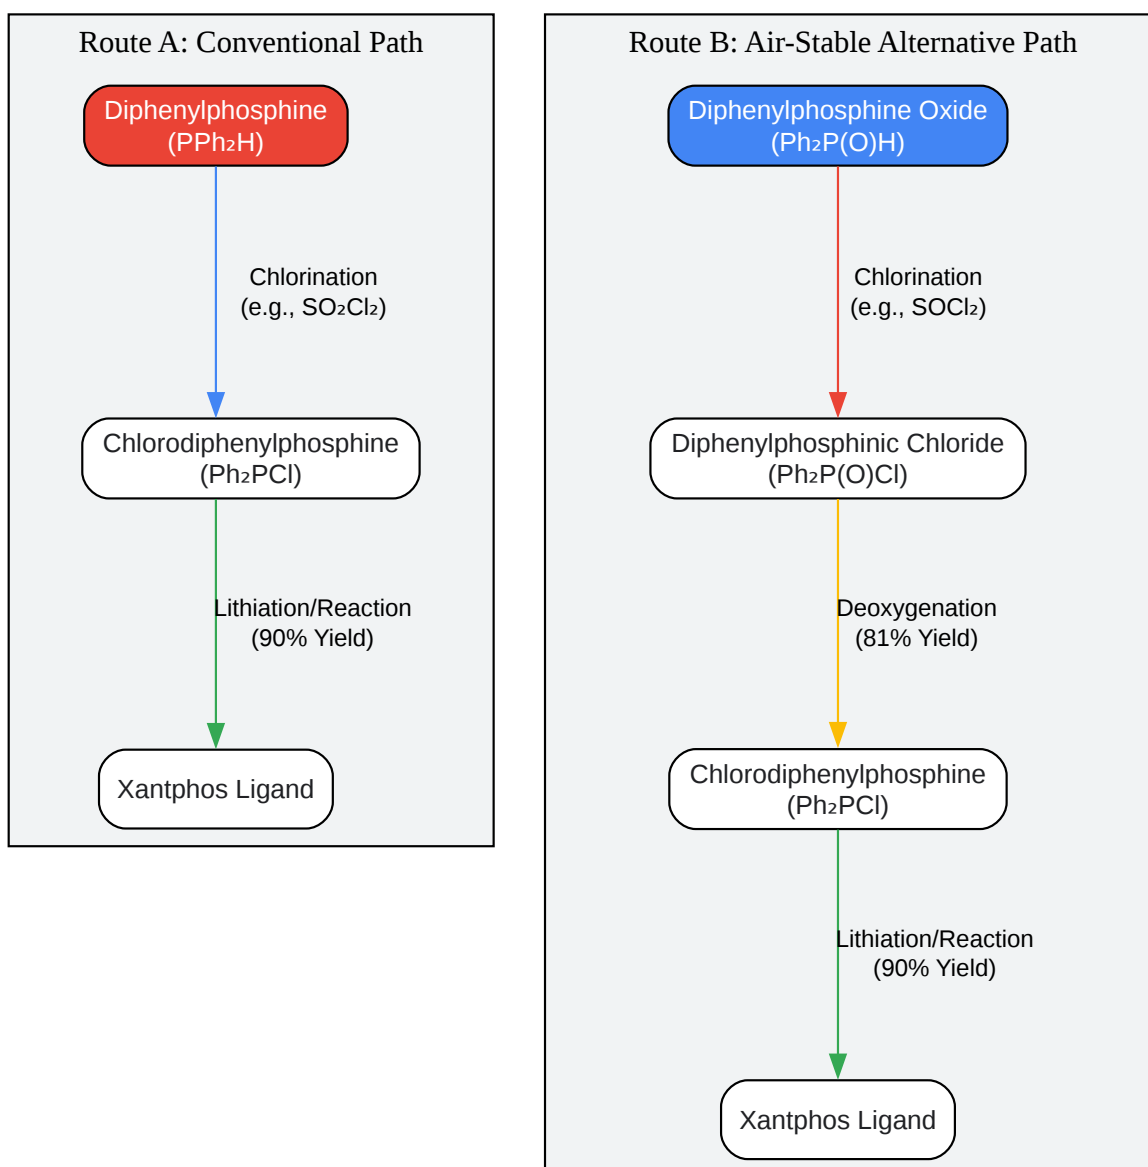 Route A: Conventional Path
Diphenylphosphine
(PPh₂H)
Chlorination
(e.g., SO₂Cl₂)
Chlorodiphenylphosphine
(Ph₂PCl)
Lithiation/Reaction
(90% Yield)
Xantphos Ligand
Route B: Air-Stable Alternative Path
Diphenylphosphine Oxide
(Ph₂P(O)H)
Chlorination
(e.g., SOCl₂)
Diphenylphosphinic Chloride
(Ph₂P(O)Cl)
Deoxygenation
(81% Yield)
Chlorodiphenylphosphine
(Ph₂PCl)
Lithiation/Reaction
(90% Yield)
Xantphos Ligand